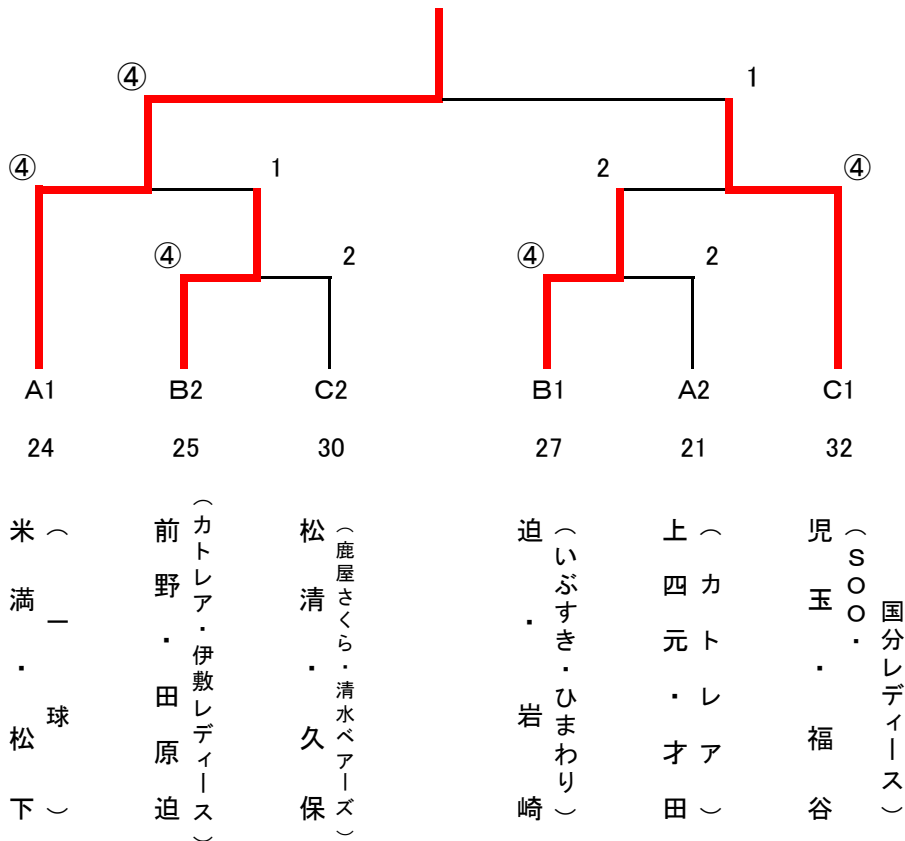 ④ 1
④ 1 2 ④
④ 2 ④ 2
A1 B2 C2 B1 A2 C1
24 25 30 27 21 32
米満・松下
（一球）
前野・田原迫
（カトレア・伊敷レディース）
松清・久保
（鹿屋さくら・清水ベアーズ）
迫・岩崎
（いぶすき・ひまわり）
上四元・才田
（カトレア）
児玉・福谷
（SOO・
国分レディース）